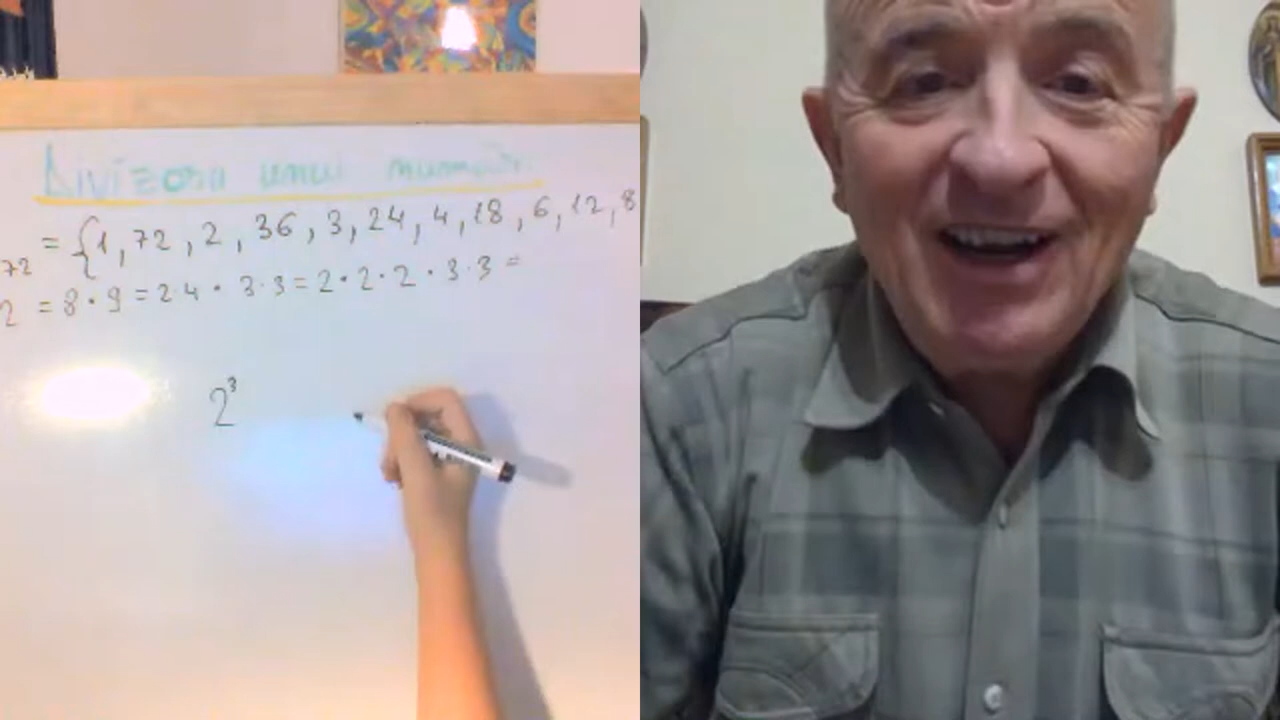 Divizorii unui număr
72 = {1, 72, 2, 36, 3, 24, 4, 18, 6, 12, 8
2 = 8 · 9 = 2·4 · 3·3 = 2 · 2 · 2 · 3·3 =
2³